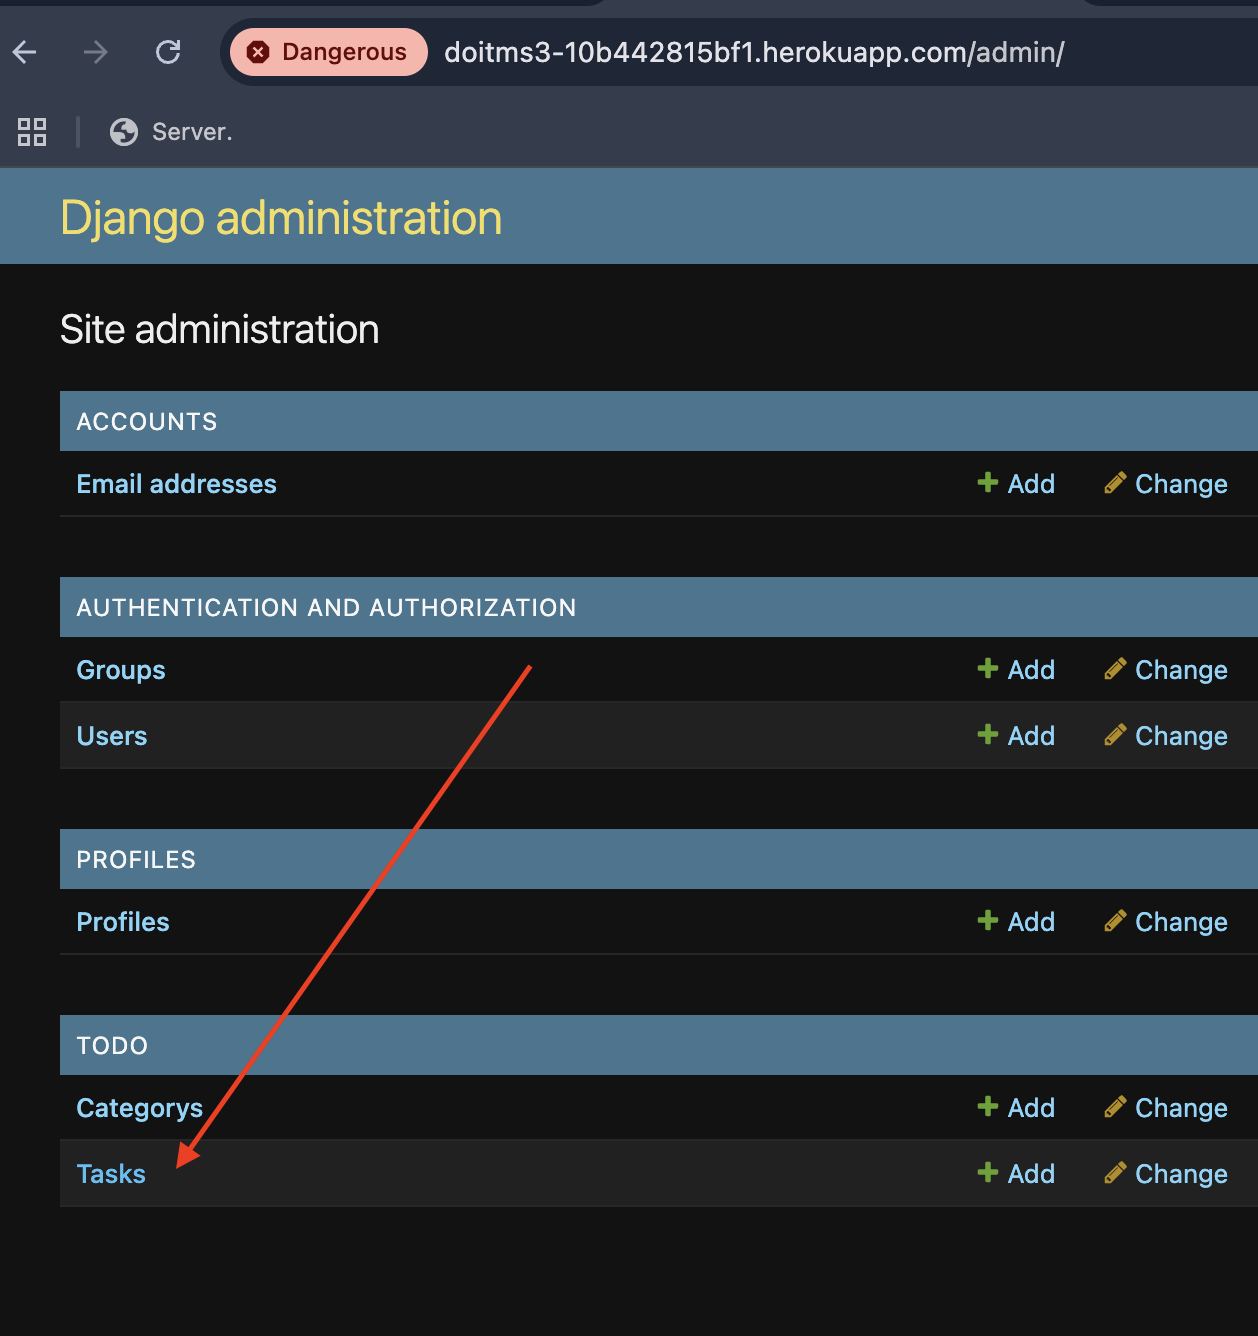 Dangerous doitms3-10b442815bf1.herokuapp.com/admin/
Server.
Django administration
Site administration
ACCOUNTS
Email addresses Add Change
AUTHENTICATION AND AUTHORIZATION
Groups Add Change
Users Add Change
PROFILES
Profiles Add Change
TODO
Categorys Add Change
Tasks Add Change